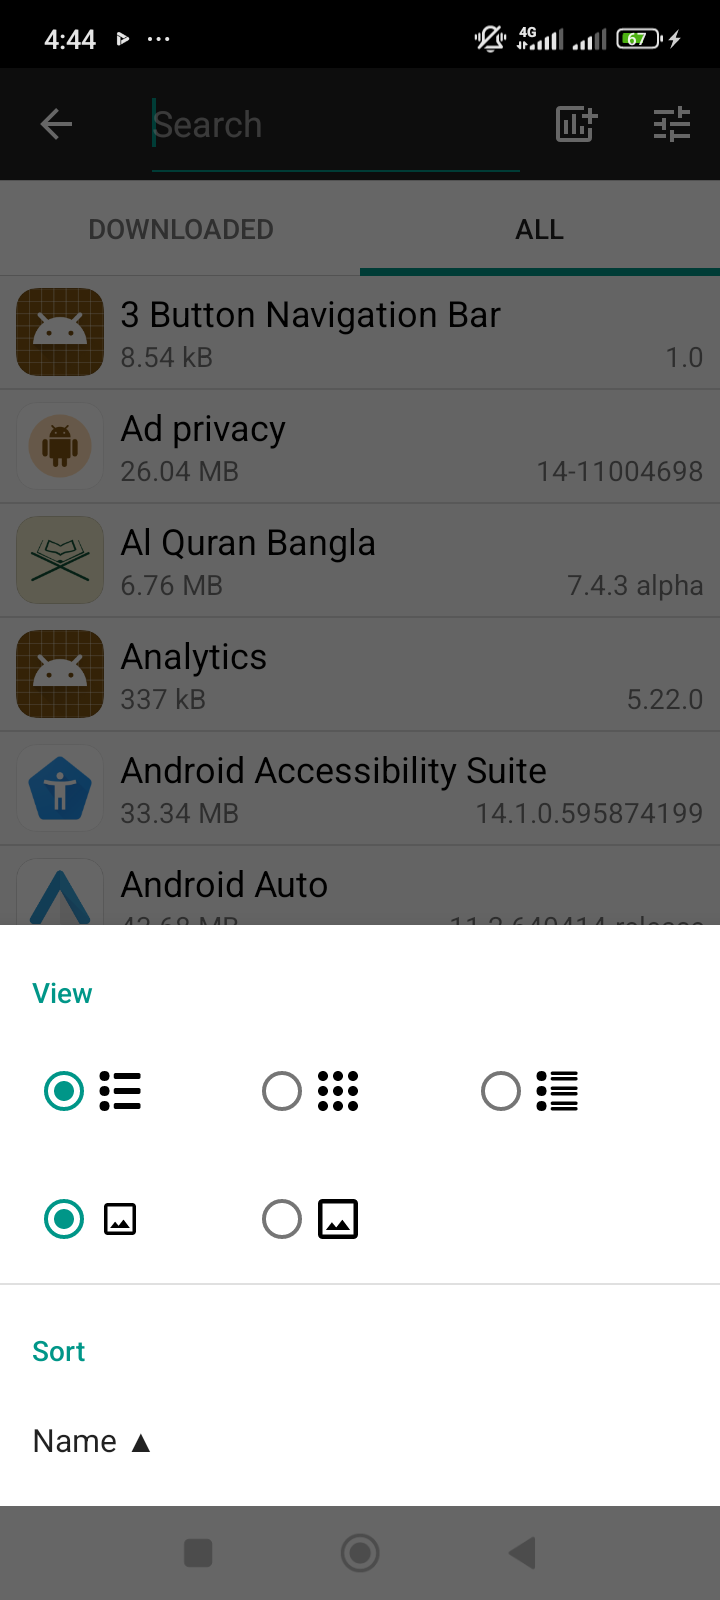 4:44
4G
67
Search
DOWNLOADED ALL
3 Button Navigation Bar
8.54 kB 1.0
Ad privacy
26.04 MB 14-11004698
Al Quran Bangla
6.76 MB 7.4.3 alpha
Analytics
337 kB 5.22.0
Android Accessibility Suite
33.34 MB 14.1.0.595874199
Android Auto
View
Sort
Name ▲